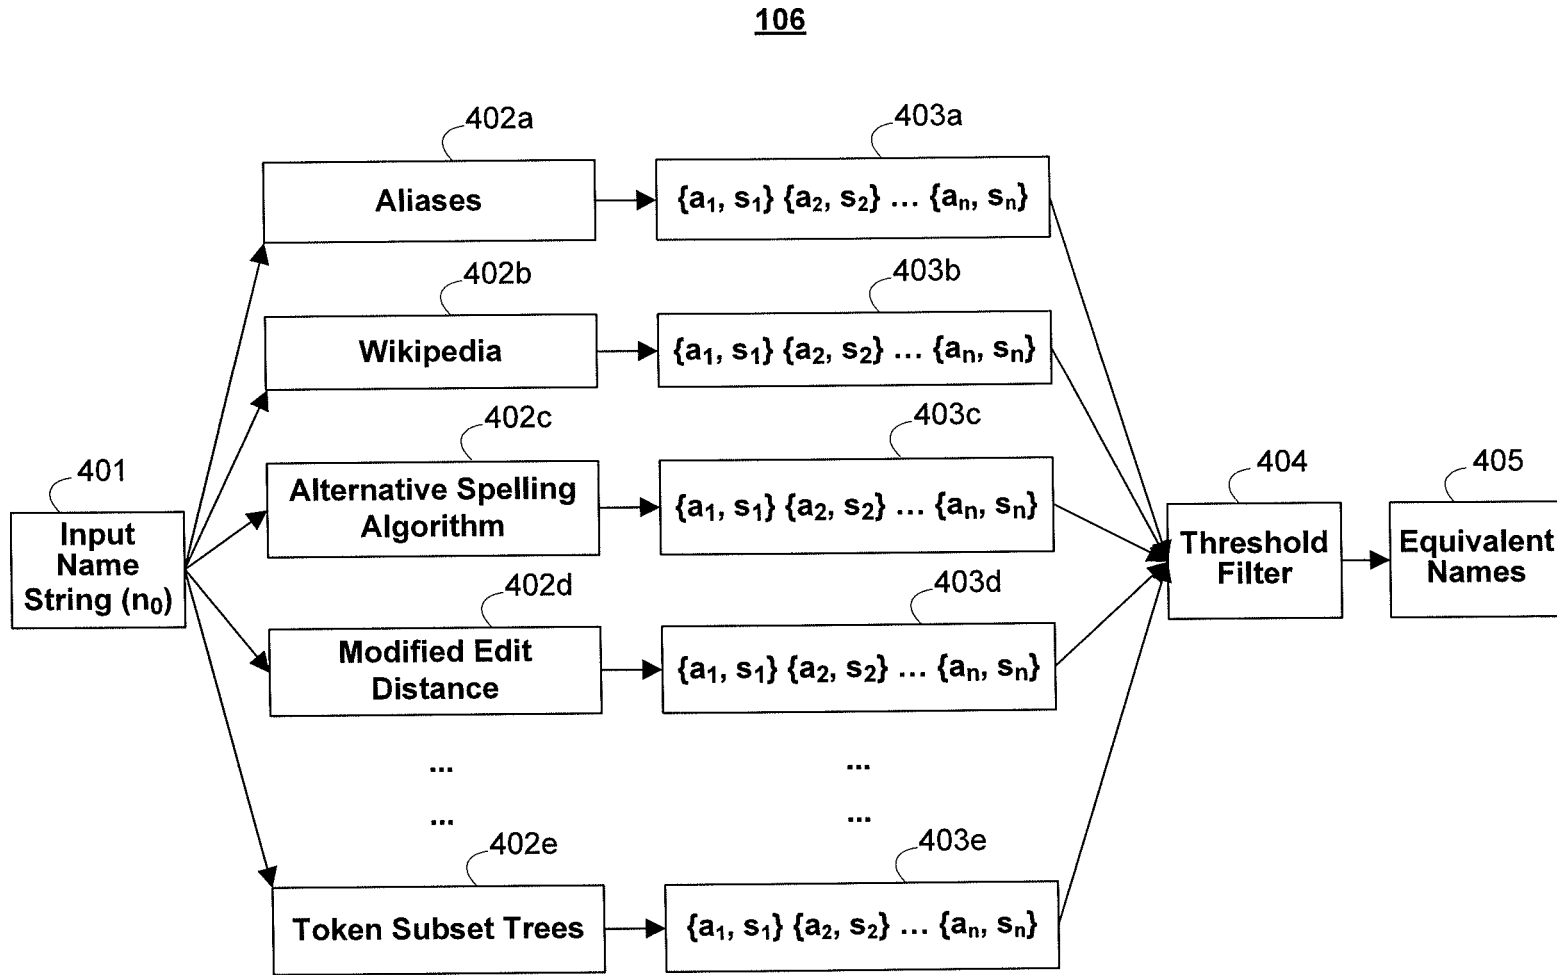 106
402a
403a
Aliases
{a₁, s₁} {a₂, s₂} ... {aₙ, sₙ}
402b
403b
Wikipedia
{a₁, s₁} {a₂, s₂} ... {aₙ, sₙ}
402c
403c
Alternative Spelling
Algorithm
{a₁, s₁} {a₂, s₂} ... {aₙ, sₙ}
401
Input
Name
String (n₀)
404
Threshold
Filter
405
Equivalent
Names
402d
403d
Modified Edit
Distance
{a₁, s₁} {a₂, s₂} ... {aₙ, sₙ}
... ...
... ...
402e
403e
Token Subset Trees
{a₁, s₁} {a₂, s₂} ... {aₙ, sₙ}